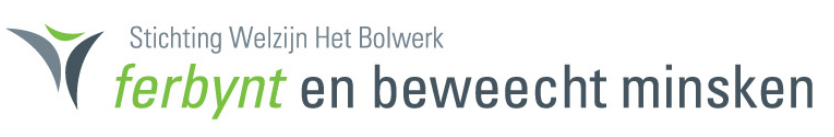 Stichting Welzijn Het Bolwerk
ferbynt en beweecht minsken